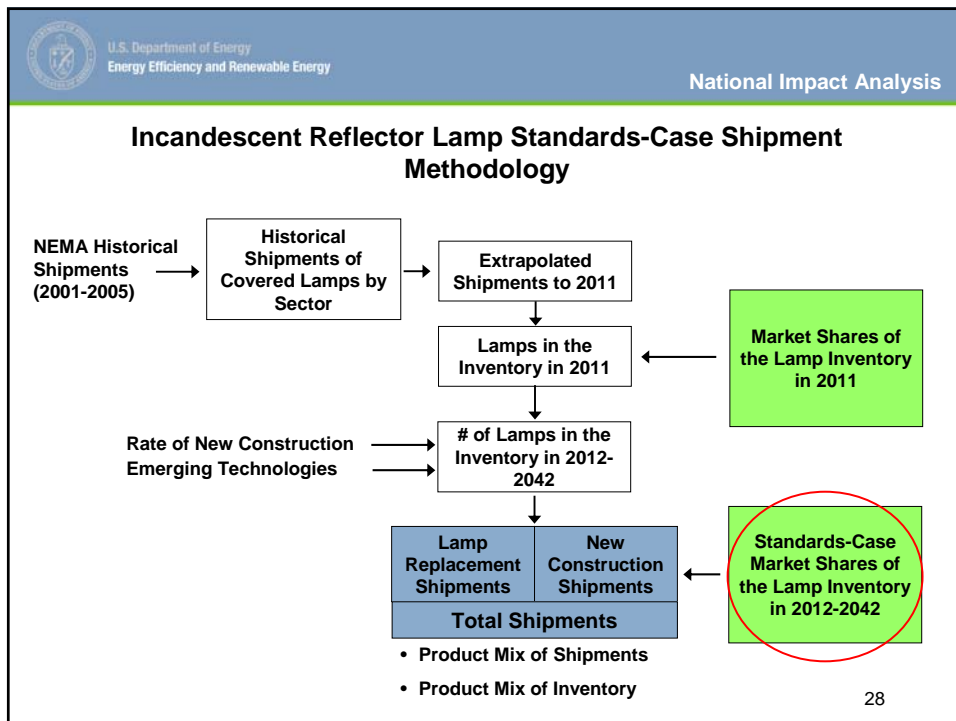 U.S. Department of Energy
Energy Efficiency and Renewable Energy
National Impact Analysis
Incandescent Reflector Lamp Standards-Case Shipment
Methodology
NEMA Historical
Shipments
(2001-2005)
Historical
Shipments of
Covered Lamps by
Sector
Extrapolated
Shipments to 2011
Lamps in the
Inventory in 2011
Market Shares of
the Lamp Inventory
in 2011
Rate of New Construction
Emerging Technologies
# of Lamps in the
Inventory in 2012-
2042
Lamp
Replacement
Shipments
New
Construction
Shipments
Total Shipments
Standards-Case
Market Shares of
the Lamp Inventory
in 2012-2042
• Product Mix of Shipments
• Product Mix of Inventory
28